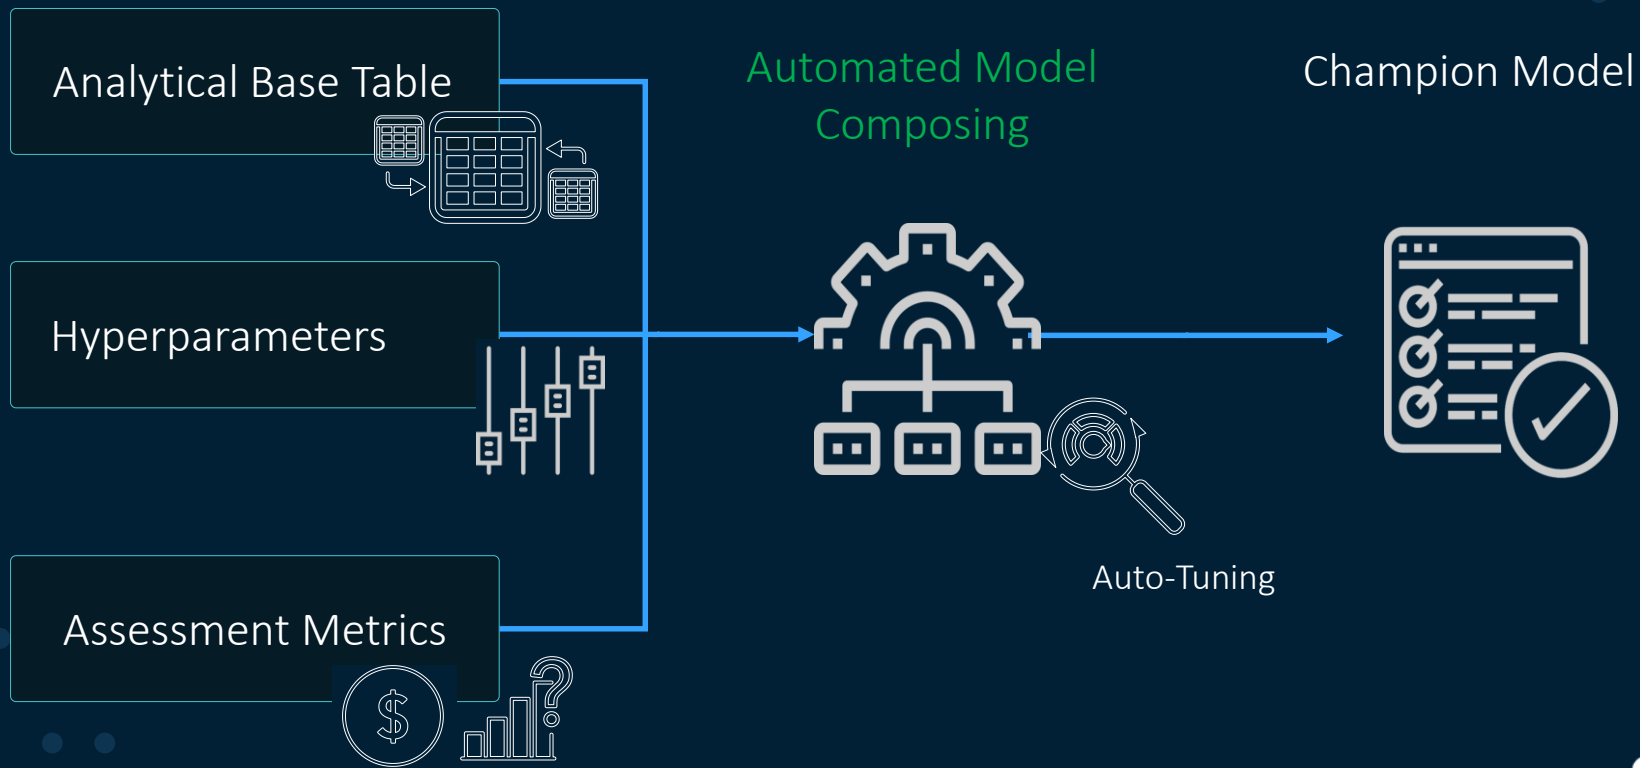 Analytical Base Table
Automated Model
Composing
Champion Model
Hyperparameters
$
?
Auto-Tuning
Assessment Metrics